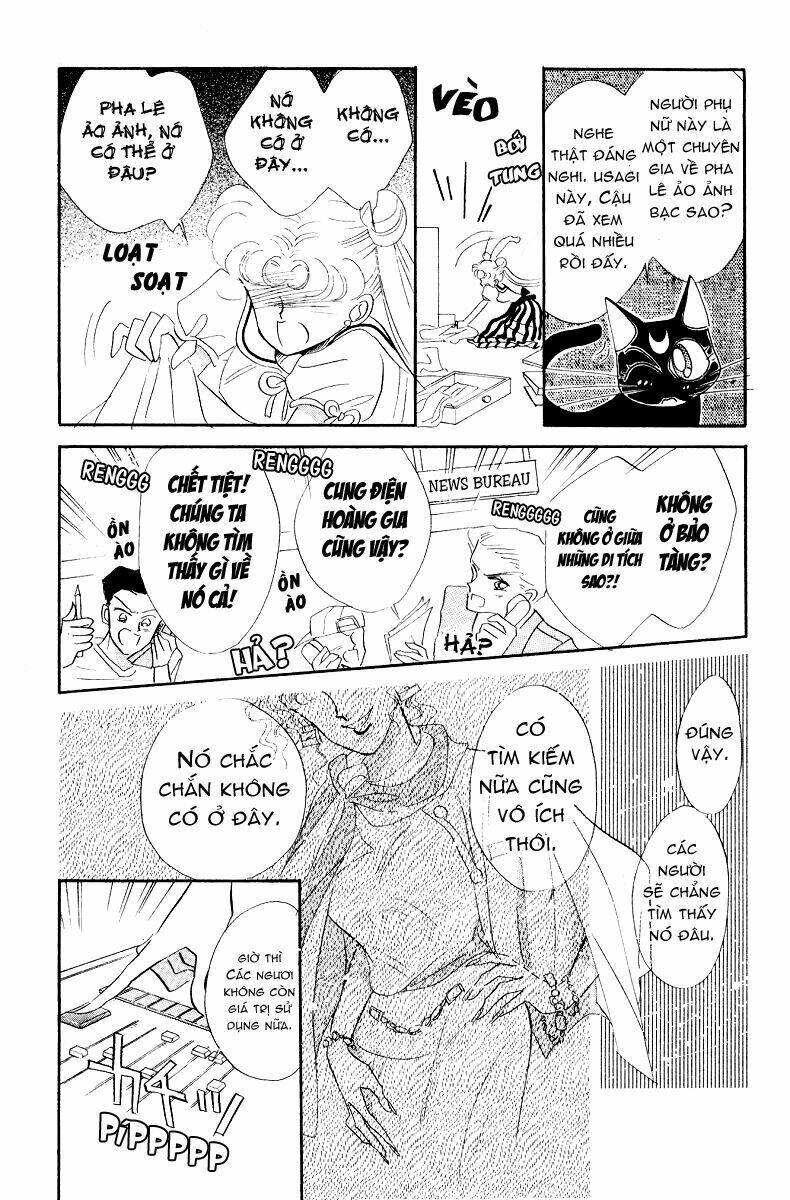 NGƯỜI PHỤ
NỮ NÀY LÀ
MỘT CHUYÊN
GIA VỀ PHA
LÊ ẢO ẢNH
BẠC SAO?
NGHE
THẬT ĐÁNG
NGHI. USAGI
NÀY, CẬU
ĐÃ XEM
QUÁ NHIỀU
RỒI ĐẤY.
VÈO
BỐI
TUNG
KHÔNG
CÓ...
NÓ
KHÔNG
CÓ Ở
ĐÂY...
PHA LÊ
ẢO ẢNH, NÓ
CÓ THỂ Ở
ĐÂU?
LOẠT
SOẠT
KHÔNG
Ở BẢO
TÀNG?
CŨNG
KHÔNG Ở GIỮA
NHỮNG DI TÍCH
SAO?!
RENGGGGG
NEWS BUREAU
HẢ?
CUNG ĐIỆN
HOÀNG GIA
CŨNG VẬY?
RENGGGG
ỒN
ÀO
HẢ?
CHẾT TIỆT!
CHÚNG TA
KHÔNG TÌM
THẤY GÌ VỀ
NÓ CẢ!
RENGGGG
ỒN
ÀO
ĐÚNG
VẬY.
CÁC
NGƯỜI
SẼ CHẲNG
TÌM THẤY
NÓ ĐÂU.
CÓ
TÌM KIẾM
NỮA CŨNG
VÔ ÍCH
THÔI.
NÓ CHẮC
CHẮN KHÔNG
CÓ Ở ĐÂY.
GIỜ THÌ
CÁC NGƯƠI
KHÔNG CÒN
GIÁ TRỊ SỬ
DỤNG NỮA.
PÍPPPPPP